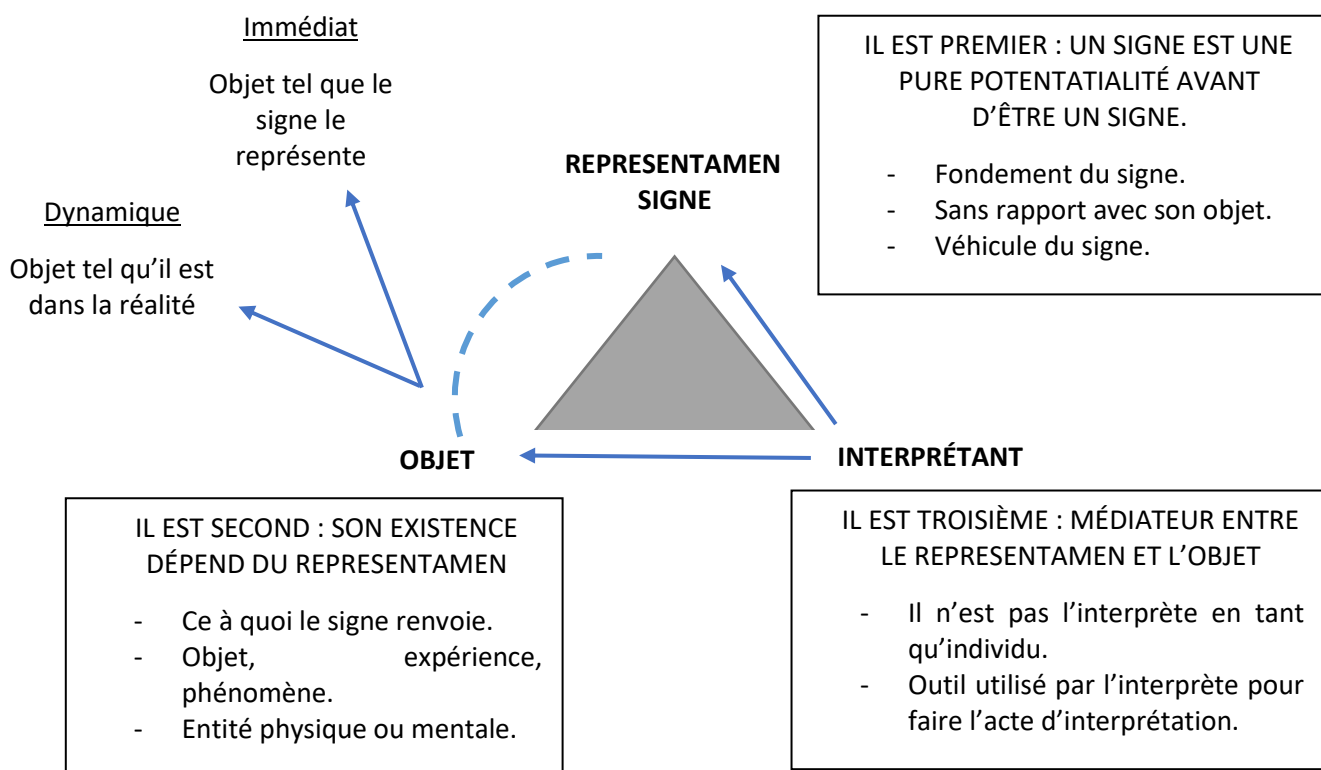 Immédiat
Objet tel que le
signe le
représente
Dynamique
Objet tel qu’il est
dans la réalité
REPRESENTAMEN
SIGNE
IL EST PREMIER : UN SIGNE EST UNE
PURE POTENTATIALITÉ AVANT
D’ÊTRE UN SIGNE.
- Fondement du signe.
- Sans rapport avec son objet.
- Véhicule du signe.
OBJET
INTERPRÉTANT
IL EST SECOND : SON EXISTENCE
DÉPEND DU REPRESENTAMEN
- Ce à quoi le signe renvoie.
- Objet, expérience,
phénomène.
- Entité physique ou mentale.
IL EST TROISIÈME : MÉDIATEUR ENTRE
LE REPRESENTAMEN ET L’OBJET
- Il n’est pas l’interprète en tant
qu’individu.
- Outil utilisé par l’interprète pour
faire l’acte d’interprétation.